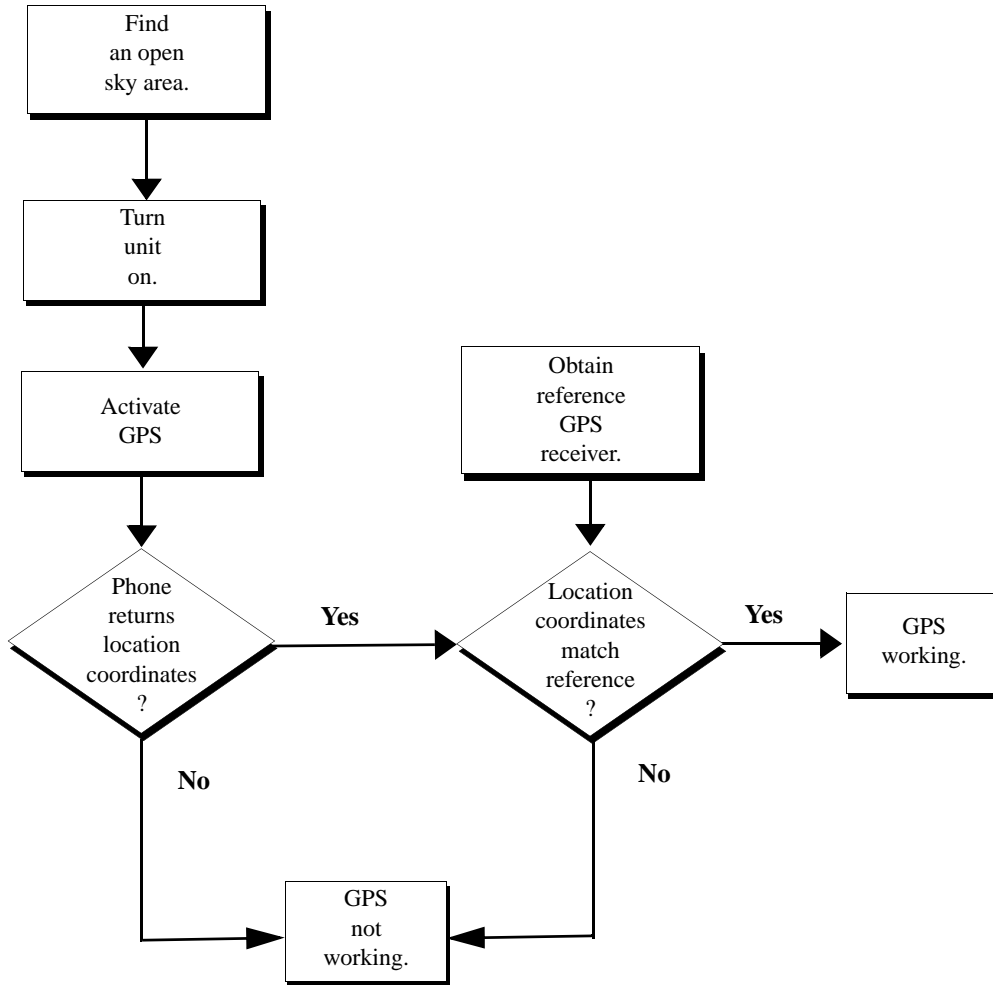 Find
an open
sky area.
Turn
unit
on.
Activate
GPS
Obtain
reference
GPS
receiver.
Phone
returns
location
coordinates
?
Yes
Location
coordinates
match
reference
?
Yes
GPS
working.
No
No
GPS
not
working.